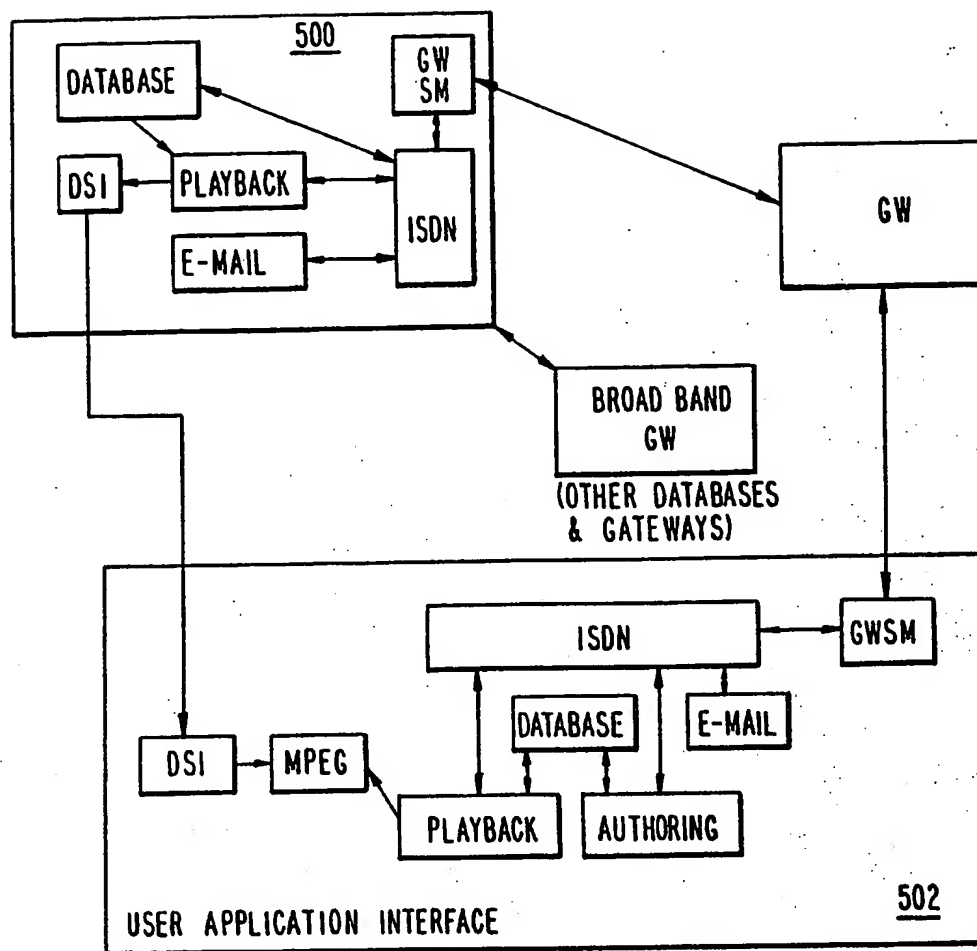 500
DATABASE
GW
SM
DSI
PLAYBACK
ISDN
E-MAIL
GW
BROAD BAND
GW
(OTHER DATABASES
& GATEWAYS)
ISDN
GWSM
DATABASE
E-MAIL
DSI
MPEG
PLAYBACK
AUTHORING
502
USER APPLICATION INTERFACE